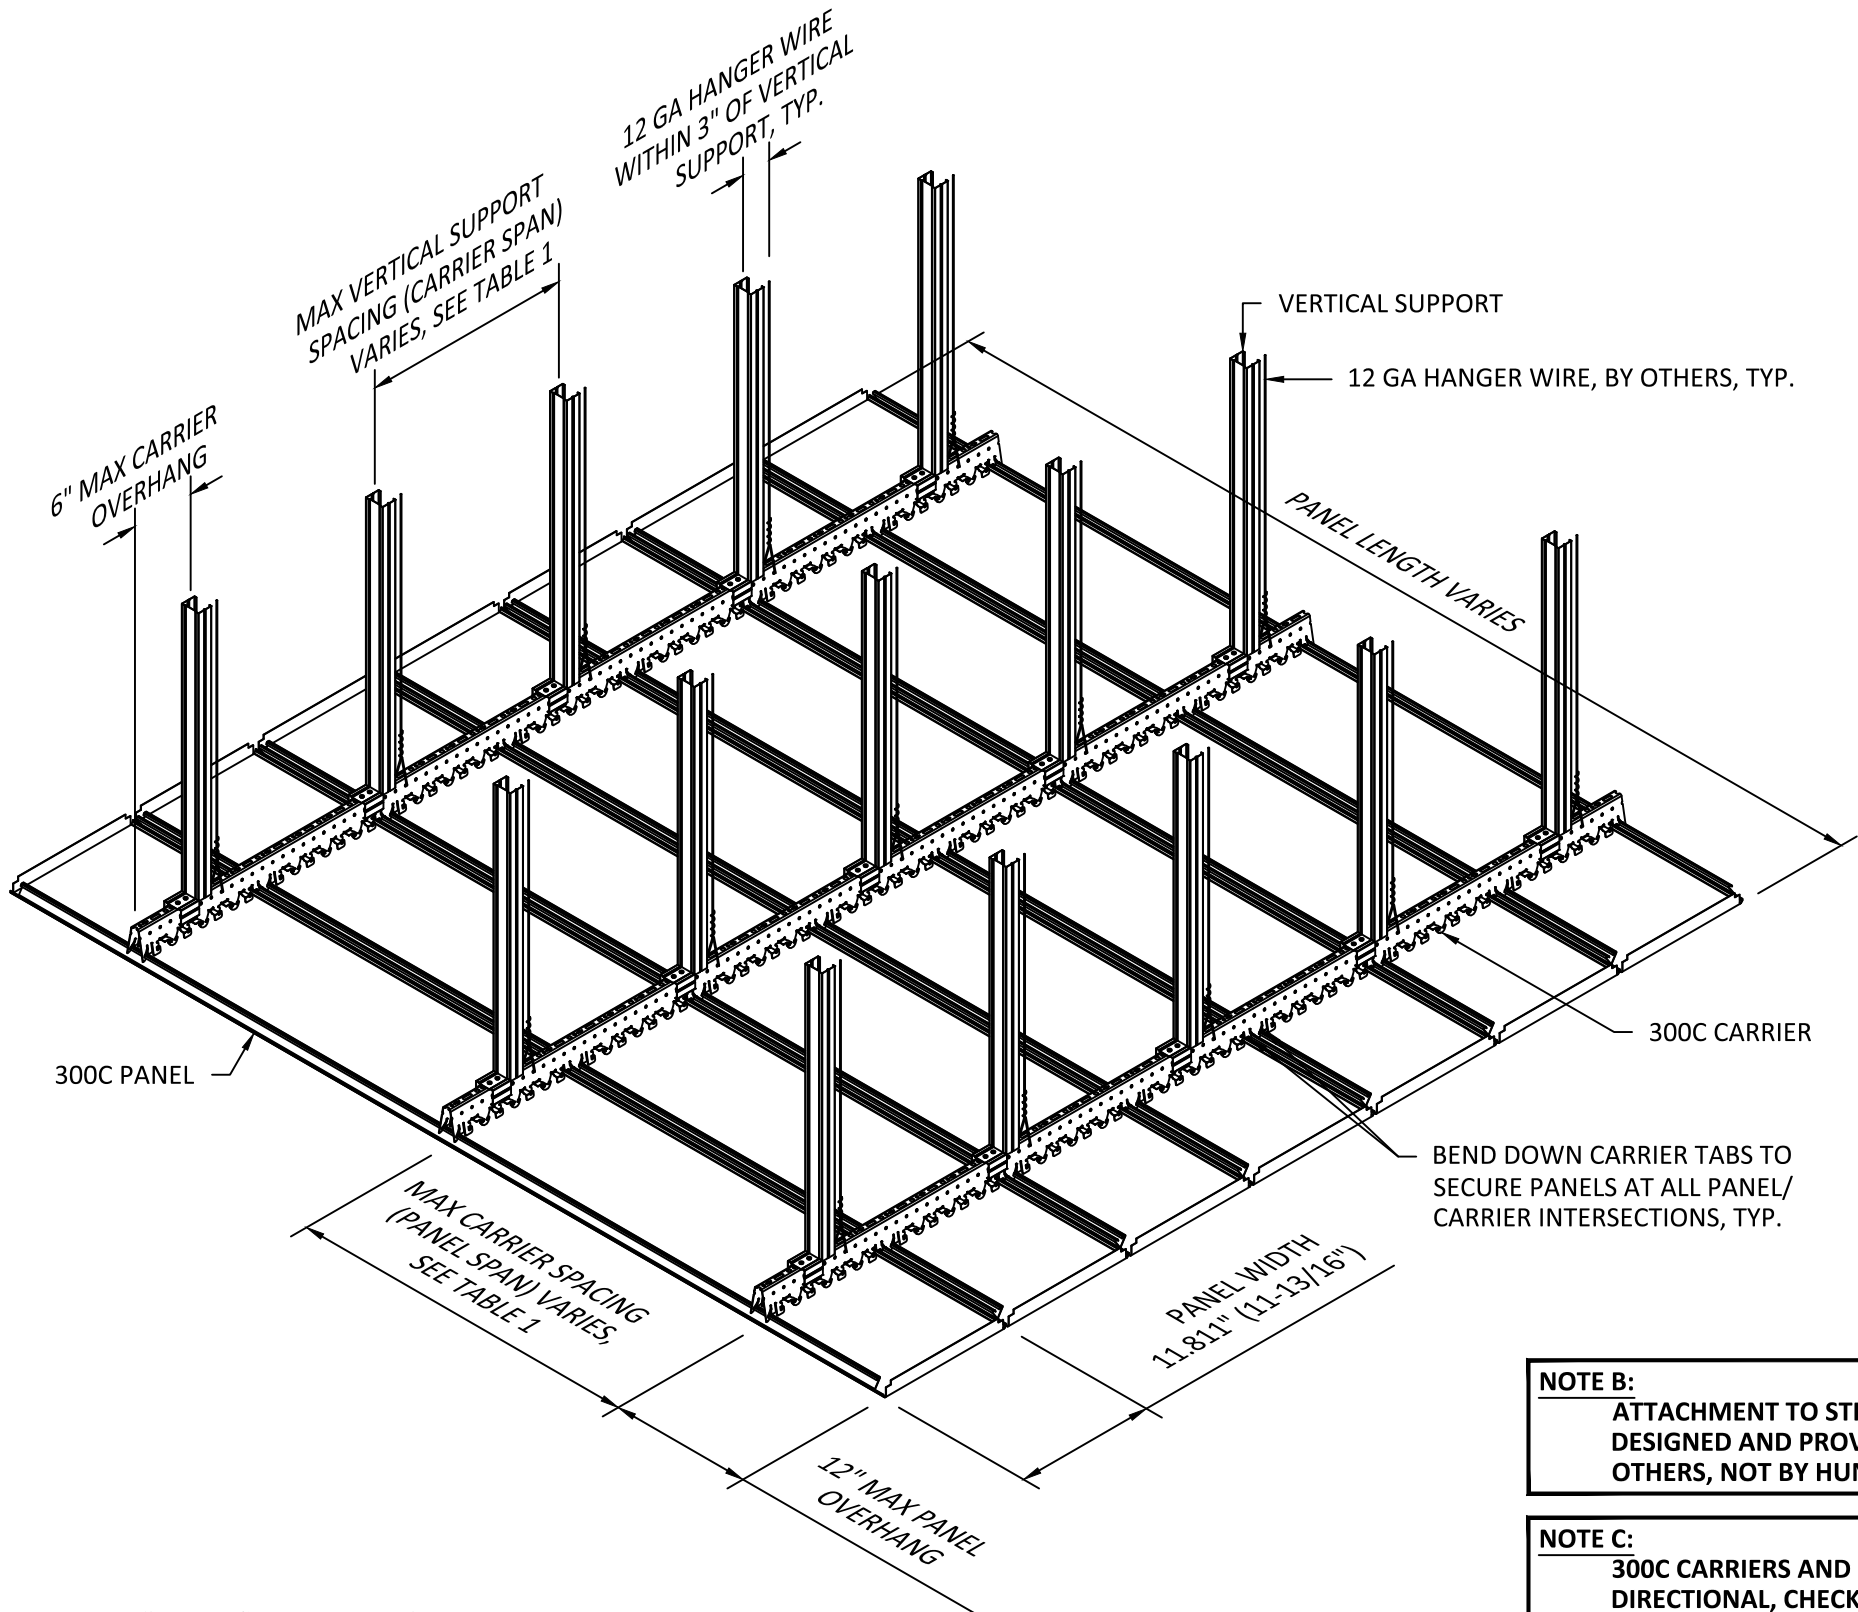 12 GA HANGER WIRE
WITHIN 3" OF VERTICAL
SUPPORT, TYP.
MAX VERTICAL SUPPORT
SPACING (CARRIER SPAN)
VARIES, SEE TABLE 1
6" MAX CARRIER
OVERHANG
VERTICAL SUPPORT
12 GA HANGER WIRE, BY OTHERS, TYP.
PANEL LENGTH VARIES
300C CARRIER
300C PANEL
BEND DOWN CARRIER TABS TO
SECURE PANELS AT ALL PANEL/
CARRIER INTERSECTIONS, TYP.
MAX CARRIER SPACING
(PANEL SPAN) VARIES,
SEE TABLE 1
PANEL WIDTH
11.811" (11-13/16")
12" MAX PANEL
OVERHANG
NOTE B:
ATTACHMENT TO
DESIGNED AND
OTHERS, NOT BY
NOTE C:
300C CARRIERS AND
DIRECTIONAL, CHECK